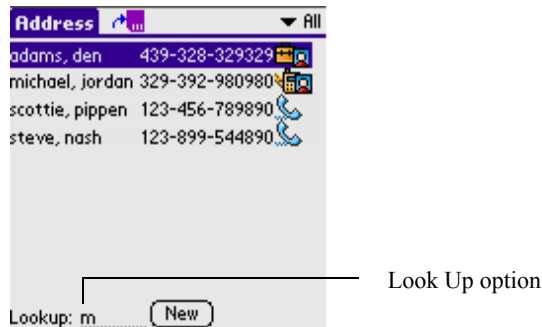 Address All
adams, den 439-328-329329
michael, jordan 329-392-980980
scottie, pippen 123-456-789890
steve, nash 123-899-544890
Look Up option
Lookup: m New